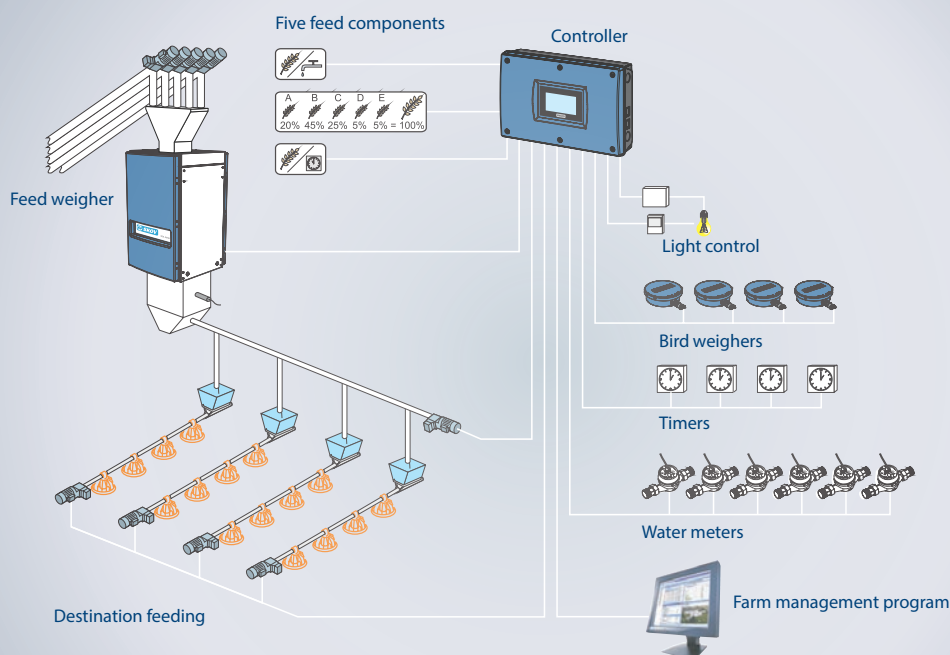 Five feed components
Controller
A B C D E
20% 45% 25% 5% 5% = 100%
Feed weigher
Light control
Bird weighers
Timers
Water meters
Destination feeding
Farm management program